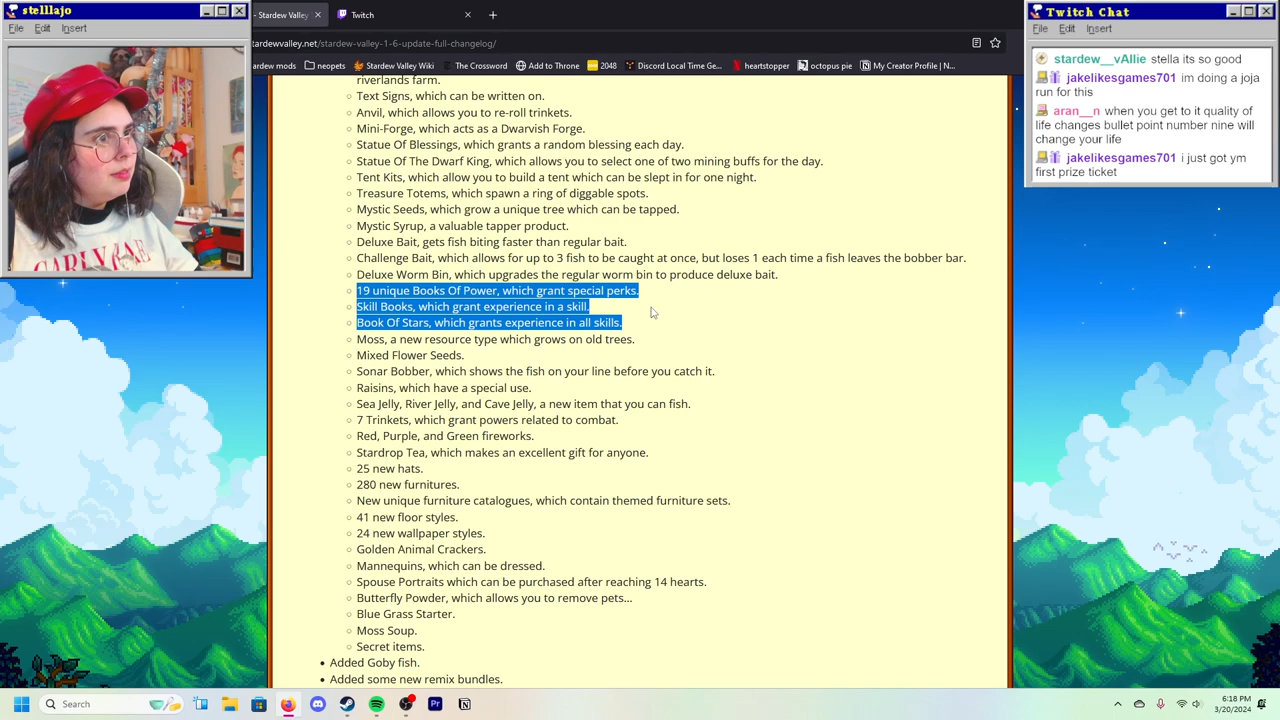 stelllajo
File Edit Insert
- Stardew Valley
Twitch
tardewvalley.net/stardew-valley-1-6-update-full-changelog/
ardew mods
Stardew Valley Wiki
The Crossword
Add to Throne
2048
Discord Local Time Ge...
heartstopper
octopus pie
My Creator Profile | N...
riverlands farm.
Text Signs, which can be written on.
Anvil, which allows you to re-roll trinkets.
Mini-Forge, which acts as a Dwarvish Forge.
Statue Of Blessings, which grants a random blessing each day.
Statue Of The Dwarf King, which allows you to select one of two mining buffs for the day.
Tent Kits, which allow you to build a tent which can be slept in for one night.
Treasure Totems, which spawn a ring of diggable spots.
Mystic Seeds, which grow a unique tree which can be tapped.
Mystic Syrup, a valuable tapper product.
Deluxe Bait, gets fish biting faster than regular bait.
Challenge Bait, which allows for up to 3 fish to be caught at once, but loses 1 each time a fish leaves the bobber bar.
Deluxe Worm Bin, which upgrades the regular worm bin to produce deluxe bait.
19 unique Books Of Power, which grant special perks.
Skill Books, which grant experience in a skill.
Book Of Stars, which grants experience in all skills.
Moss, a new resource type which grows on old trees.
Mixed Flower Seeds.
Sonar Bobber, which shows the fish on your line before you catch it.
Raisins, which have a special use.
Sea Jelly, River Jelly, and Cave Jelly, a new item that you can fish.
7 Trinkets, which grant powers related to combat.
Red, Purple, and Green fireworks.
Stardrop Tea, which makes an excellent gift for anyone.
25 new hats.
280 new furnitures.
New unique furniture catalogues, which contain themed furniture sets.
41 new floor styles.
24 new wallpaper styles.
Golden Animal Crackers.
Mannequins, which can be dressed.
Spouse Portraits which can be purchased after reaching 14 hearts.
Butterfly Powder, which allows you to remove pets...
Blue Grass Starter.
Moss Soup.
Secret items.
Added Goby fish.
Added some new remix bundles.
Twitch Chat
File Edit Insert
stardew__vAllie stella its so good
jakelikesgames701 im doing a joja
run for this
aran__n when you get to it quality of
life changes bullet point number nine will
change your life
jakelikesgames701 i just got ym
first prize ticket
Search
6:18 PM
3/20/2024